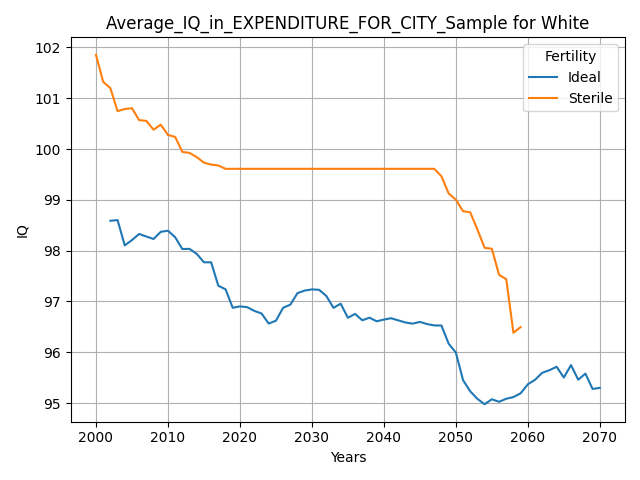 Average_IQ_in_EXPENDITURE_FOR_CITY_Sample for White
Fertility
Ideal
Sterile
IQ
102
101
100
99
98
97
96
95
2000
2010
2020
2030
2040
2050
2060
2070
Years